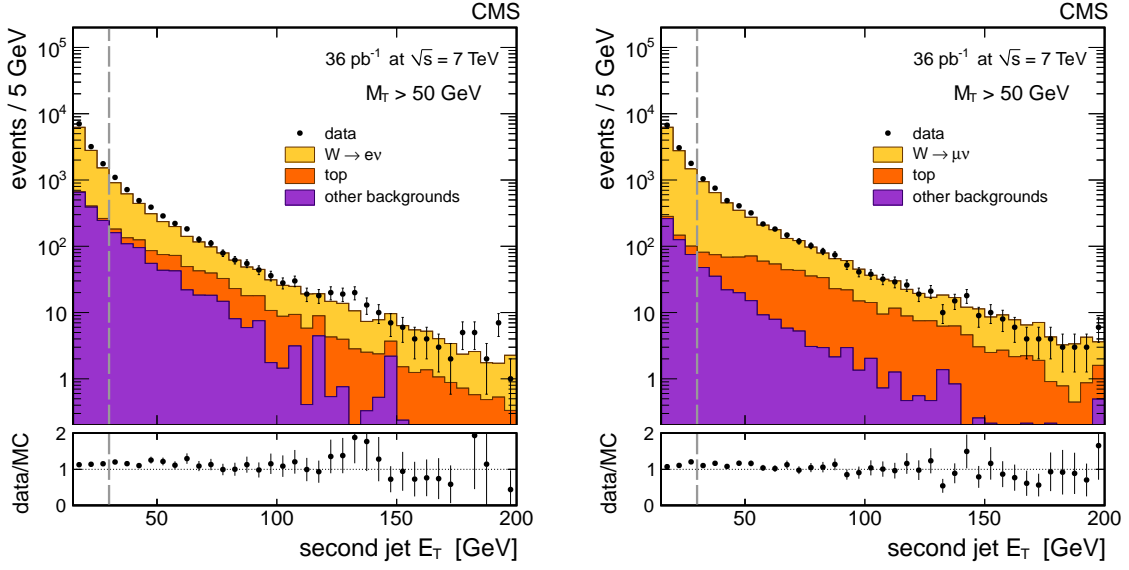 CMS
events / 5 GeV
10⁵
10⁴
10³
10²
10
1
36 pb⁻¹ at √s = 7 TeV
M_T > 50 GeV
data
W → eν
top
other backgrounds
data/MC
2
1
0
50 100 150 200
second jet E_T [GeV]
CMS
events / 5 GeV
10⁵
10⁴
10³
10²
10
1
36 pb⁻¹ at √s = 7 TeV
M_T > 50 GeV
data
W → μν
top
other backgrounds
data/MC
2
1
0
50 100 150 200
second jet E_T [GeV]